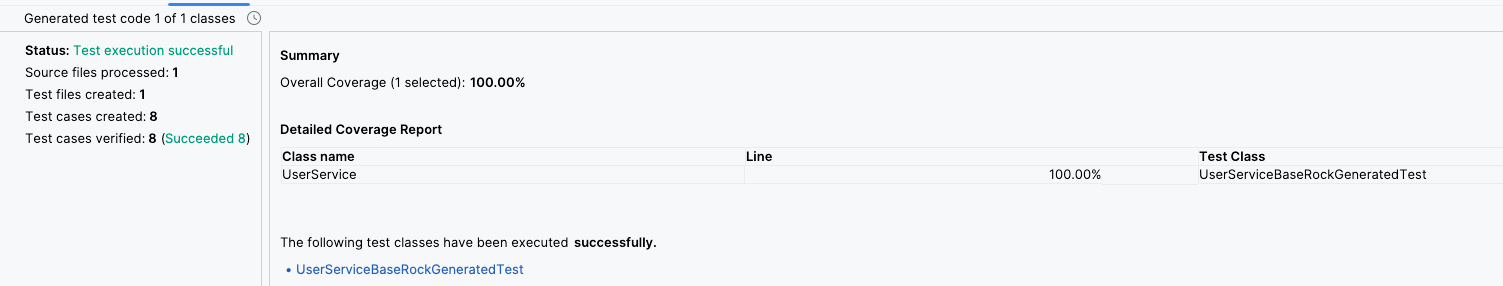 Generated test code 1 of 1 classes
Status: Test execution successful
Source files processed: 1
Test files created: 1
Test cases created: 8
Test cases verified: 8 (Succeeded 8)
Summary
Overall Coverage (1 selected): 100.00%
Detailed Coverage Report
Class name Line Test Class
UserService 100.00% UserServiceBaseRockGeneratedTest
The following test classes have been executed successfully.
• UserServiceBaseRockGeneratedTest